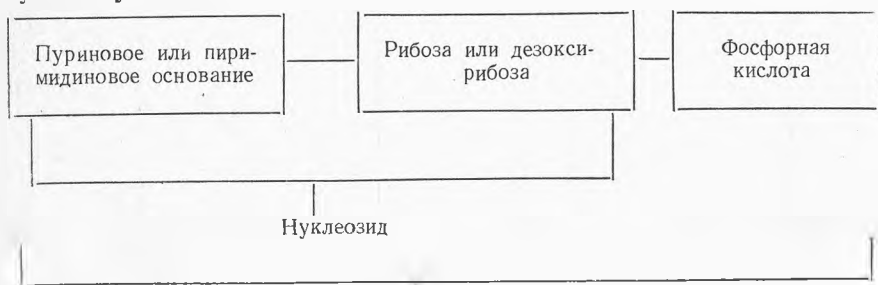 Пуриновое или пири-
мидиновое основание
Рибоза или дезокси-
рибоза
Фосфорная
кислота
Нуклеозид